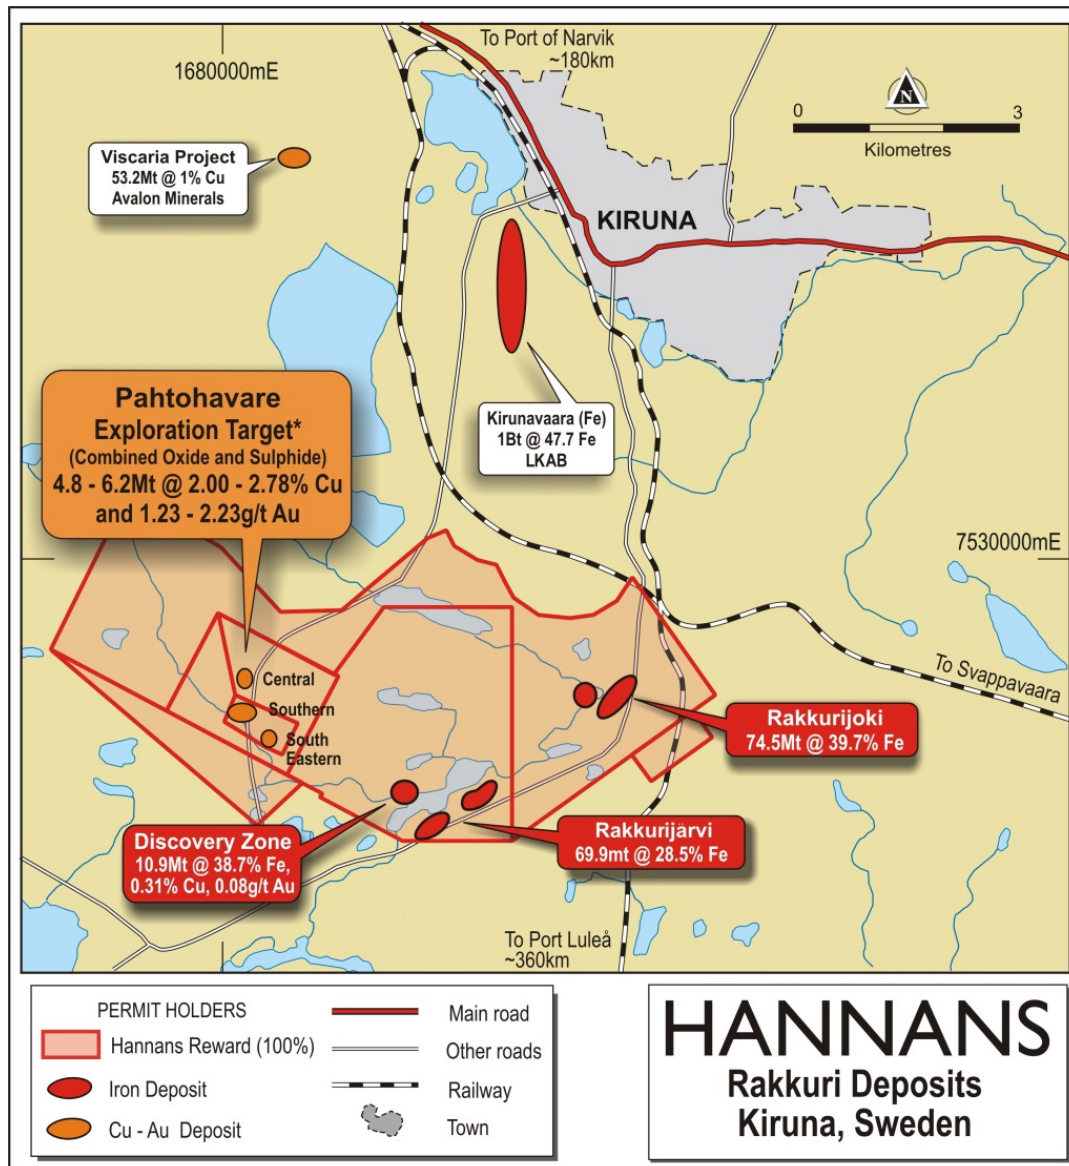 To Port of Narvik
~180km
1680000mE
N
0
3
Kilometres
Viscaria Project
53.2Mt @ 1% Cu
Avalon Minerals
KIRUNA
Pahtohavare
Exploration Target*
(Combined Oxide and Sulphide)
4.8 - 6.2Mt @ 2.00 - 2.78% Cu
and 1.23 - 2.23g/t Au
Kirunavaara (Fe)
1Bt @ 47.7 Fe
LKAB
7530000mE
To Svappavaara
Central
Southern
South
Eastern
Rakkurijoki
74.5Mt @ 39.7% Fe
Discovery Zone
10.9Mt @ 38.7% Fe,
0.31% Cu, 0.08g/t Au
Rakkurijärvi
69.9mt @ 28.5% Fe
To Port Luleå
~360km
PERMIT HOLDERS
Hannans Reward (100%)
Iron Deposit
Cu - Au Deposit
Main road
Other roads
Railway
Town
HANNANS
Rakkuri Deposits
Kiruna, Sweden